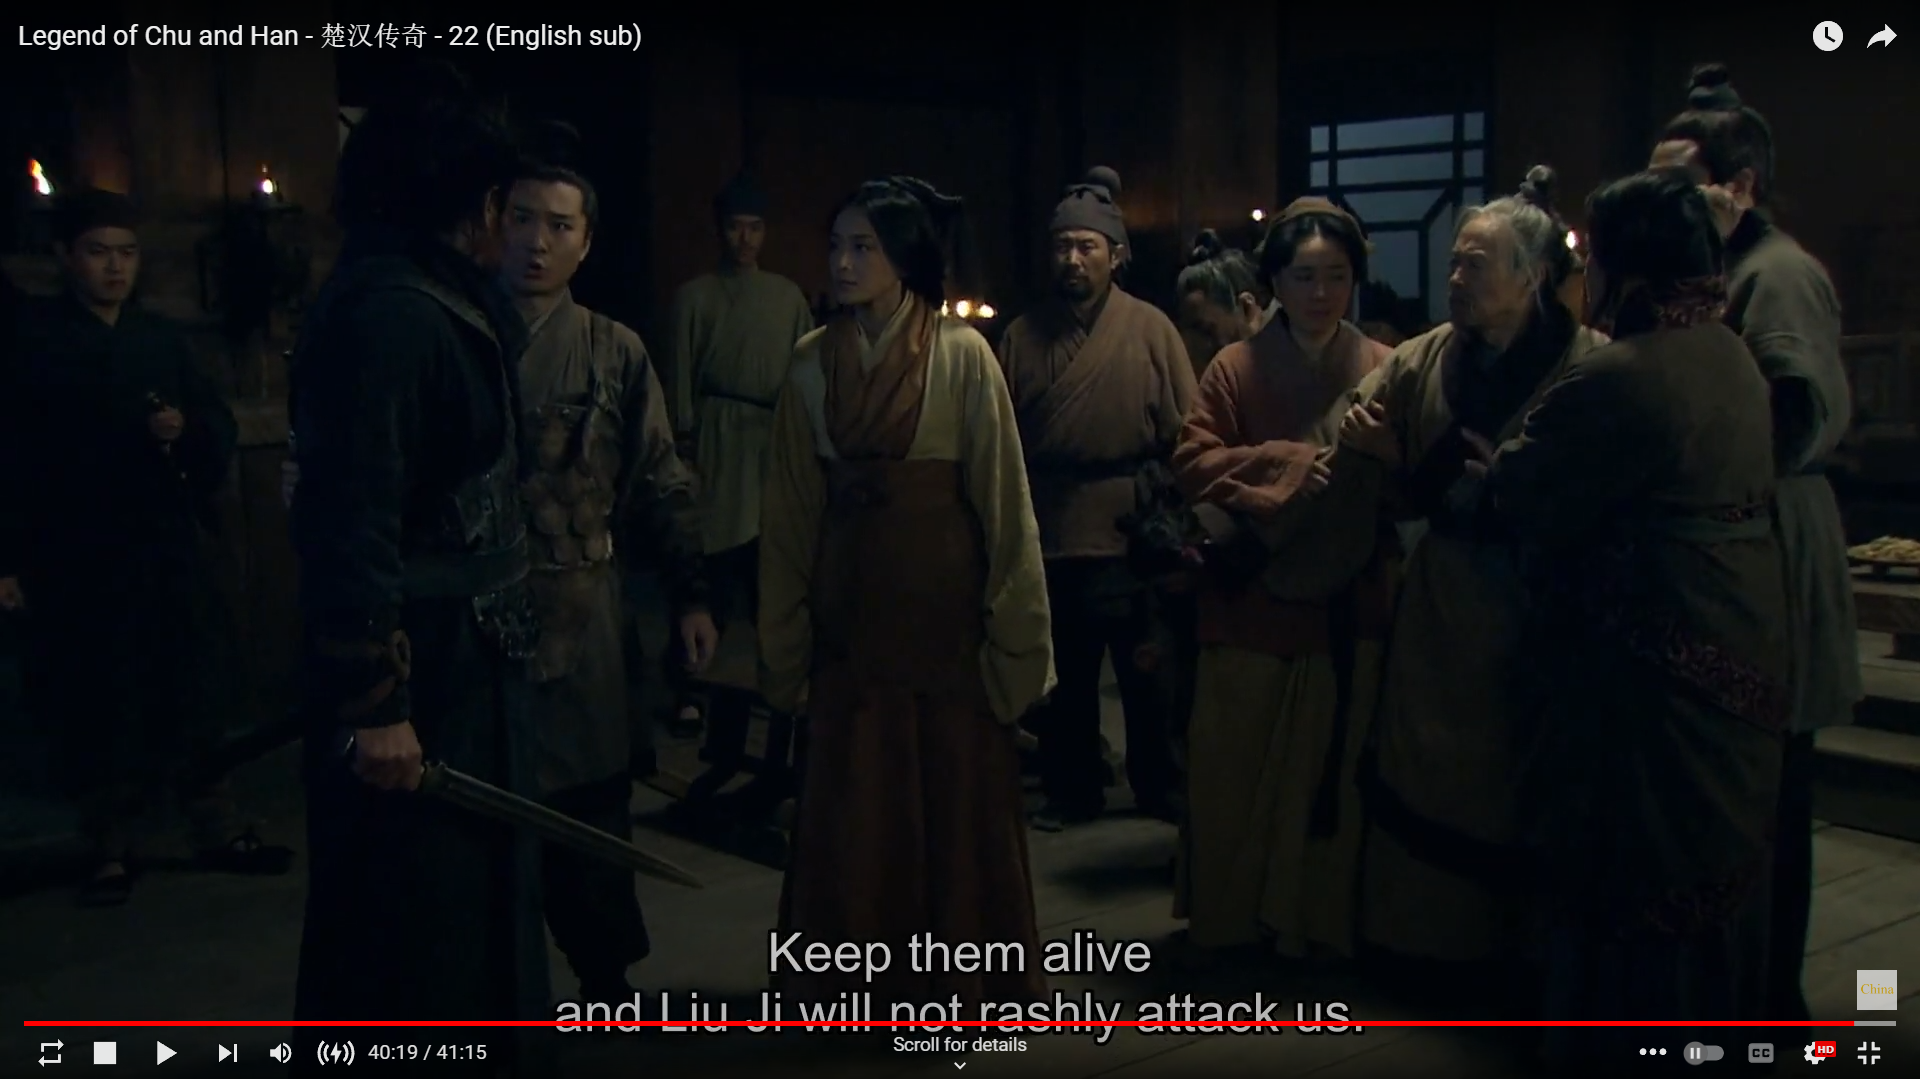 Legend of Chu and Han - 楚汉传奇 - 22 (English sub)
Keep them alive
and Liu Ji will not rashly attack us.
China
Scroll for details
40:19 / 41:15
CC
HD